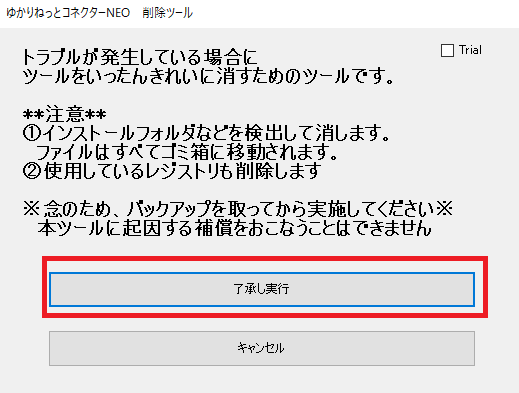 ゆかりねっとコネクターNEO　削除ツール
Trial
トラブルが発生している場合に
ツールをいったんきれいに消すためのツールです。
**注意**
①インストールフォルダなどを検出して消します。
ファイルはすべてゴミ箱に移動されます。
②使用しているレジストリも削除します
※念のため、バックアップを取ってから実施してください※
本ツールに起因する補償をおこなうことはできません
了承し実行
キャンセル